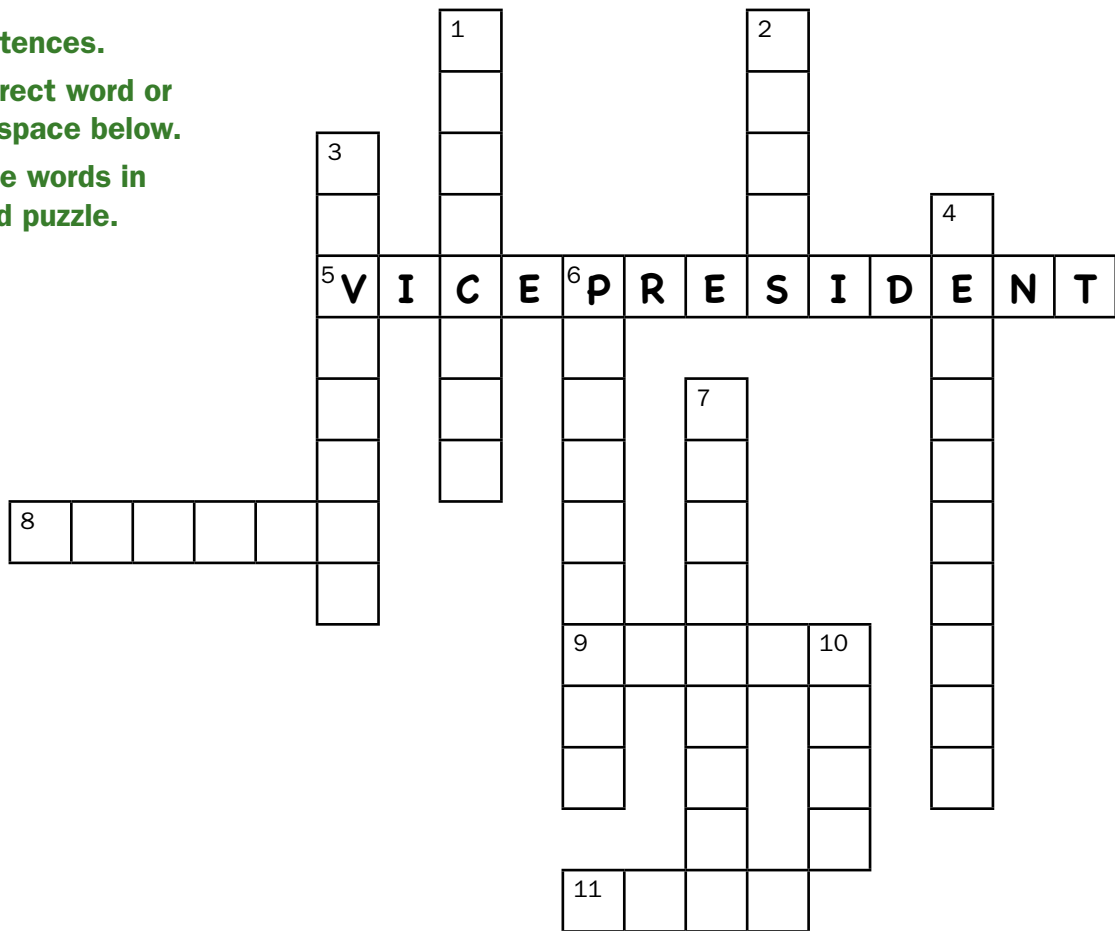 tences.
rect word or
space below.
e words in
d puzzle.
1
2
3
4
5 V I C E 6 P R E S I D E N T
7
8
9 10
11